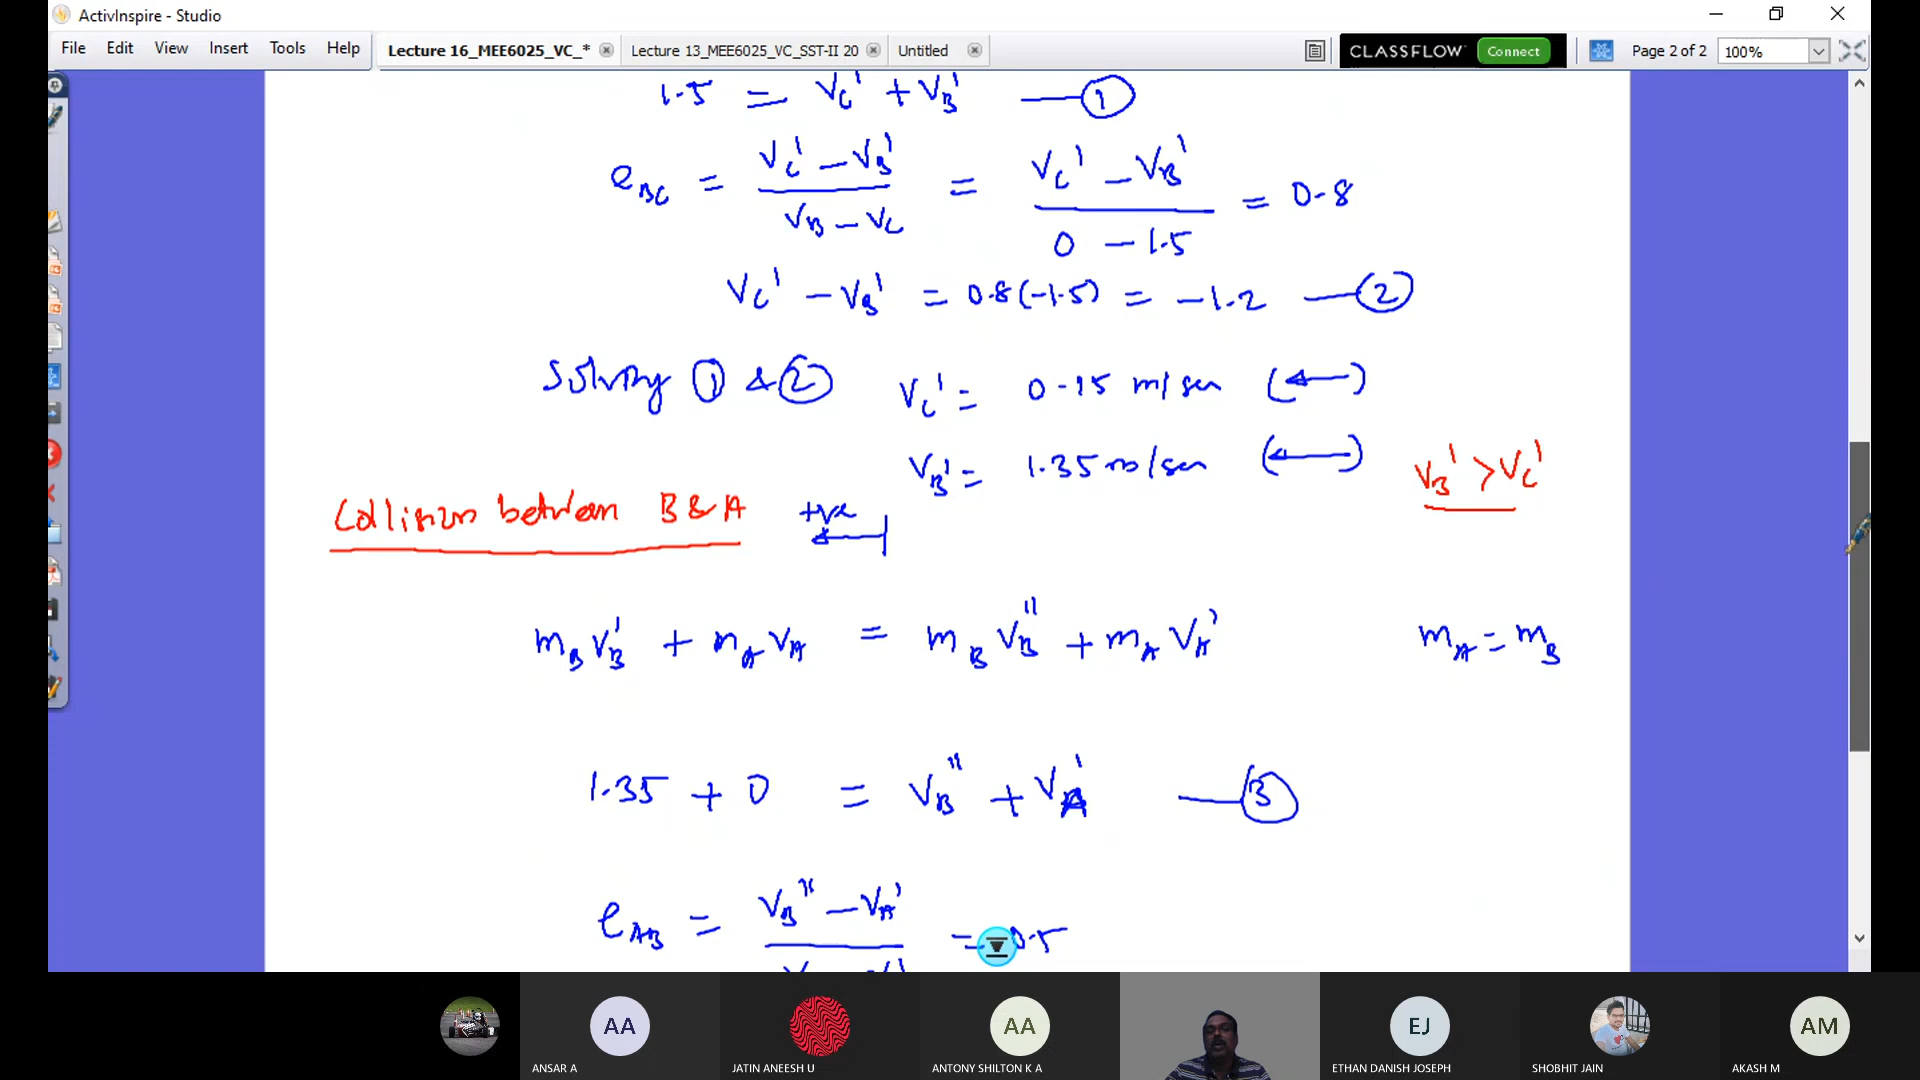 ActivInspire - Studio
File Edit View Insert Tools Help
Lecture 16_MEE6025_VC_ *
Lecture 13_MEE6025_VC_SST-II 20
Untitled
CLASSFLOW Connect
Page 2 of 2
100%
1.5 = Vc' + VB' — ①
eBC = (Vc' - VB') / (VB - Vc) = (Vc' - VB') / (0 - 1.5) = 0.8
Vc' - VB' = 0.8(-1.5) = -1.2 — ②
Solving ① & ② Vc' = 0.15 m/sec (←)
VB' = 1.35 m/sec (←) VB' > Vc'
Collision between B&A +ve
mB VB' + mA VA = mB VB'' + mA VA' mA = mB
1.35 + 0 = VB'' + VA' — ③
eAB = VB'' - VA' = 0.5
AA
AA
EJ
AM
ANSAR A
JATIN ANEESH U
ANTONY SHILTON K A
ETHAN DANISH JOSEPH
SHOBHIT JAIN
AKASH M